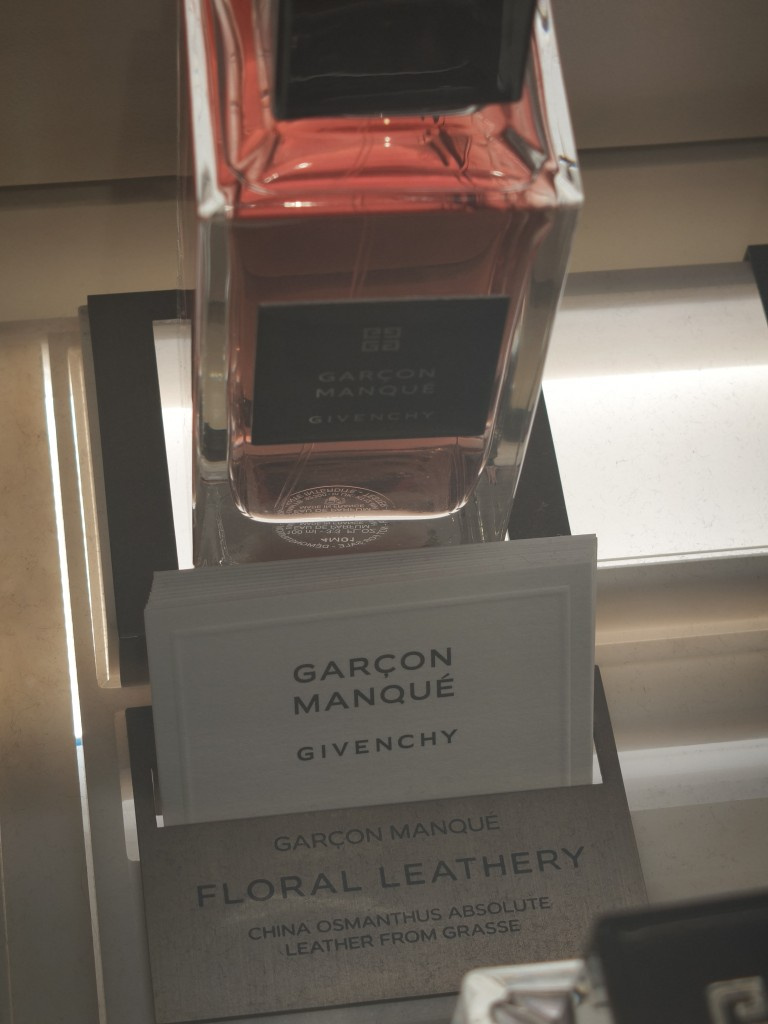 GARÇON
MANQUÉ
GIVENCHY
GARÇON
MANQUÉ
GIVENCHY
GARÇON MANQUÉ
FLORAL LEATHERY
CHINA OSMANTHUS ABSOLUTE
LEATHER FROM GRASSE